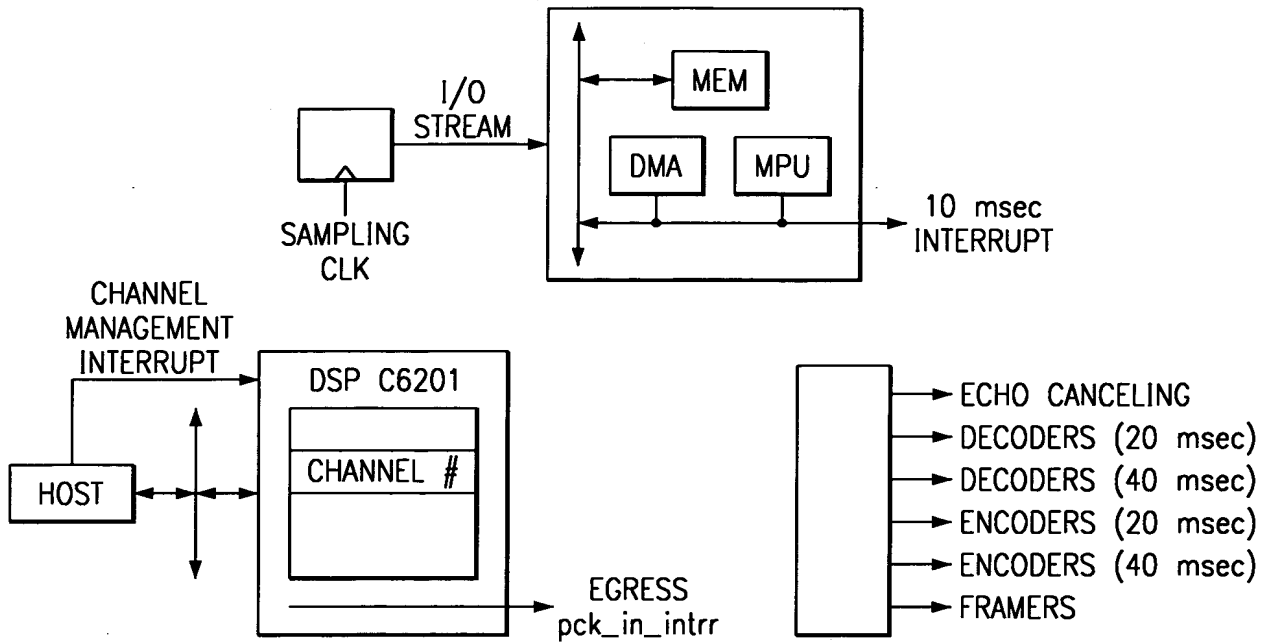 I/O
STREAM
SAMPLING
CLK
MEM
DMA
MPU
10 msec
INTERRUPT
CHANNEL
MANAGEMENT
INTERRUPT
HOST
DSP C6201
CHANNEL #
EGRESS
pck_in_intrr
ECHO CANCELING
DECODERS (20 msec)
DECODERS (40 msec)
ENCODERS (20 msec)
ENCODERS (40 msec)
FRAMERS